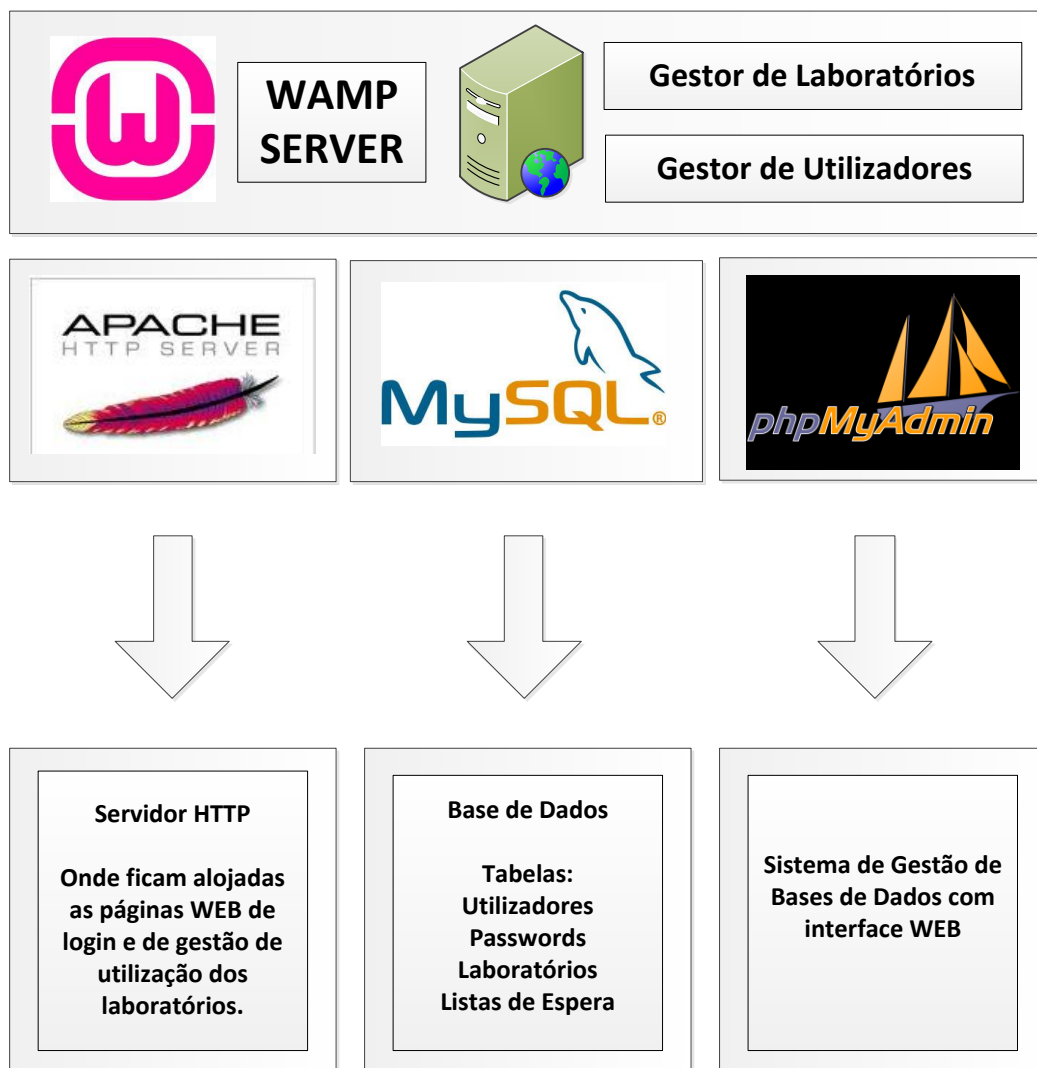 WAMP
SERVER
Gestor de Laboratórios
Gestor de Utilizadores
APACHE
HTTP SERVER
MySQL®
phpMyAdmin
Servidor HTTP
Onde ficam alojadas
as páginas WEB de
login e de gestão de
utilização dos
laboratórios.
Base de Dados
Tabelas:
Utilizadores
Passwords
Laboratórios
Listas de Espera
Sistema de Gestão de
Bases de Dados com
interface WEB